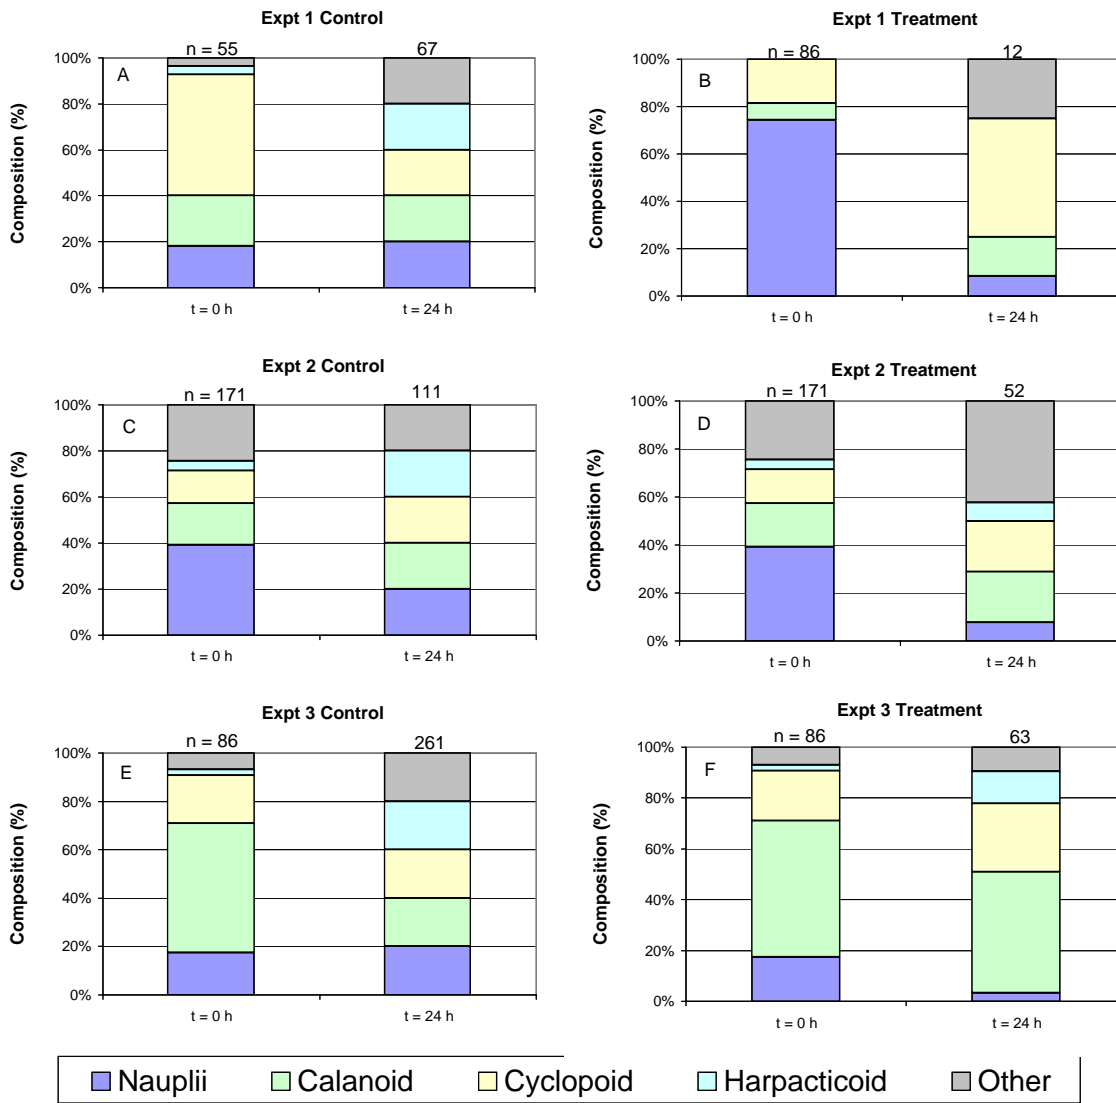 Expt 1 Control
n = 55 67
A
Composition (%)
100%
80%
60%
40%
20%
0%
t = 0 h t = 24 h
Expt 1 Treatment
n = 86 12
B
Composition (%)
100%
80%
60%
40%
20%
0%
t = 0 h t = 24 h
Expt 2 Control
n = 171 111
C
Composition (%)
100%
80%
60%
40%
20%
0%
t = 0 h t = 24 h
Expt 2 Treatment
n = 171 52
D
Composition (%)
100%
80%
60%
40%
20%
0%
t = 0 h t = 24 h
Expt 3 Control
n = 86 261
E
Composition (%)
100%
80%
60%
40%
20%
0%
t = 0 h t = 24 h
Expt 3 Treatment
n = 86 63
F
Composition (%)
100%
80%
60%
40%
20%
0%
t = 0 h t = 24 h
Nauplii Calanoid Cyclopoid Harpacticoid Other